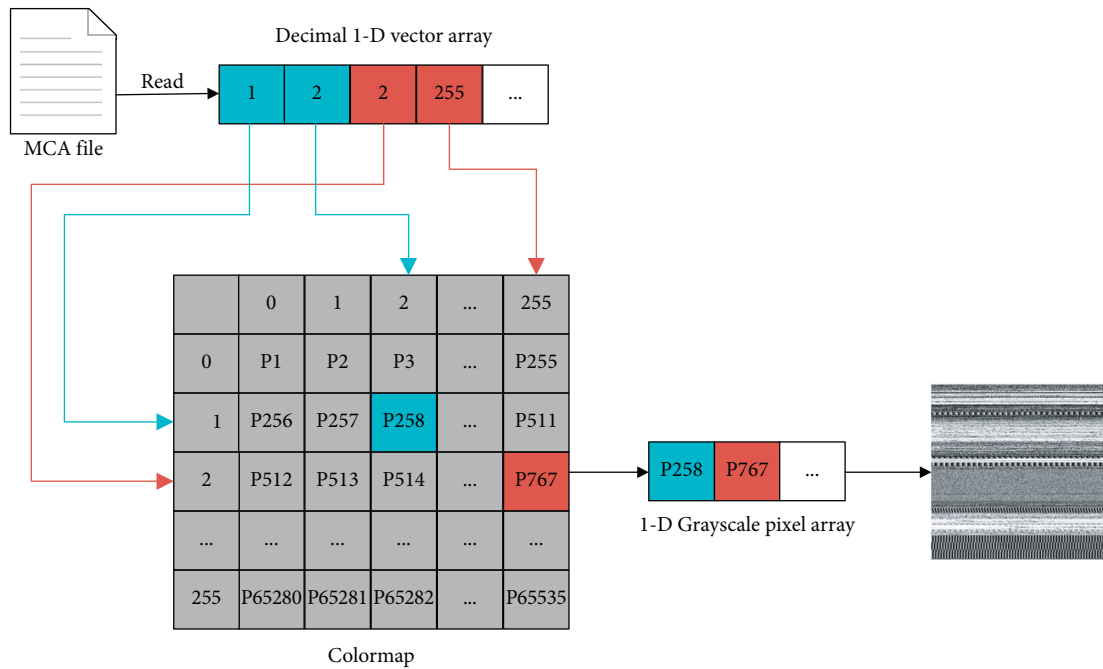 Decimal 1-D vector array
Read
1 2 2 255 ...
MCA file
0 1 2 ... 255
0 P1 P2 P3 ... P255
1 P256 P257 P258 ... P511
2 P512 P513 P514 ... P767
... ... ... ... ... ...
255 P65280 P65281 P65282 ... P65535
Colormap
P258 P767 ...
1-D Grayscale pixel array